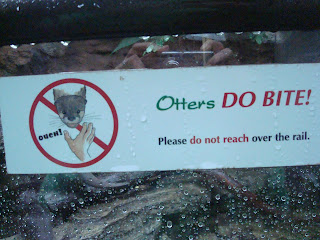 OUCH!
Otters DO BITE!
Please do not reach over the rail.